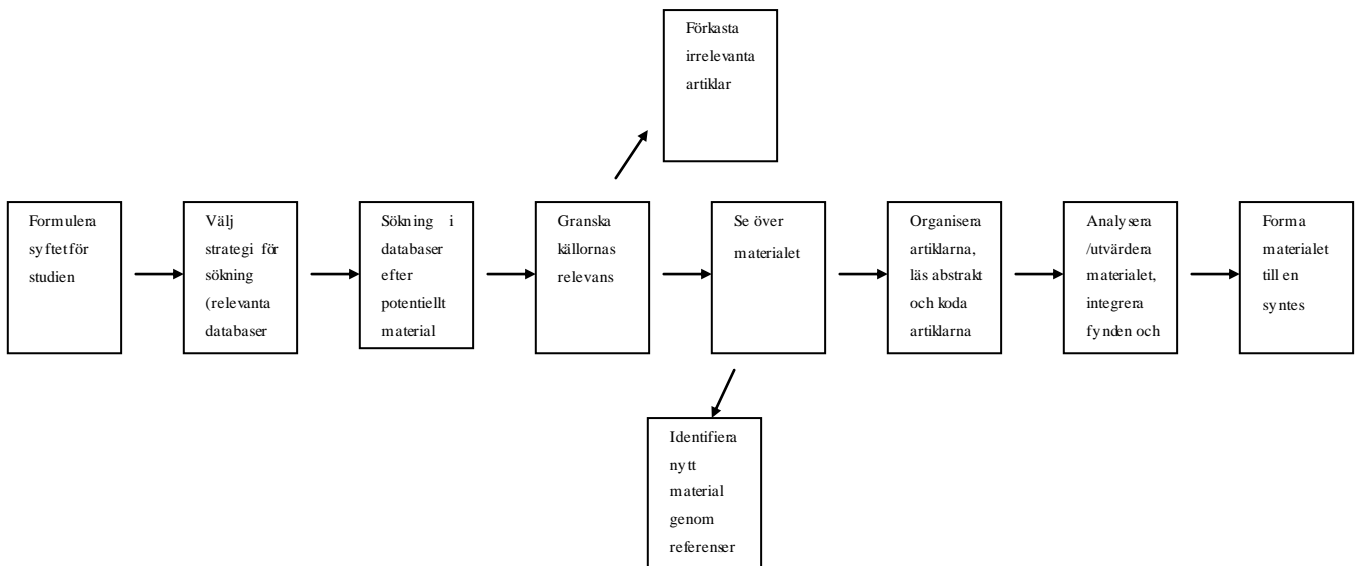 Förkasta
irrelevanta
artiklar
Formulera
syftet för
studien
Välj
strategi för
sökning
(relevanta
databaser
Sökning i
databaser
efter
potentiellt
material
Granska
källornas
relevans
Se över
materialet
Organisera
artiklarna,
läs abstrakt
och koda
artiklarna
Analysera
/utvärdera
materialet,
integrera
fynden och
Forma
materialet
till en
syntes
Identifiera
nytt
material
genom
referenser